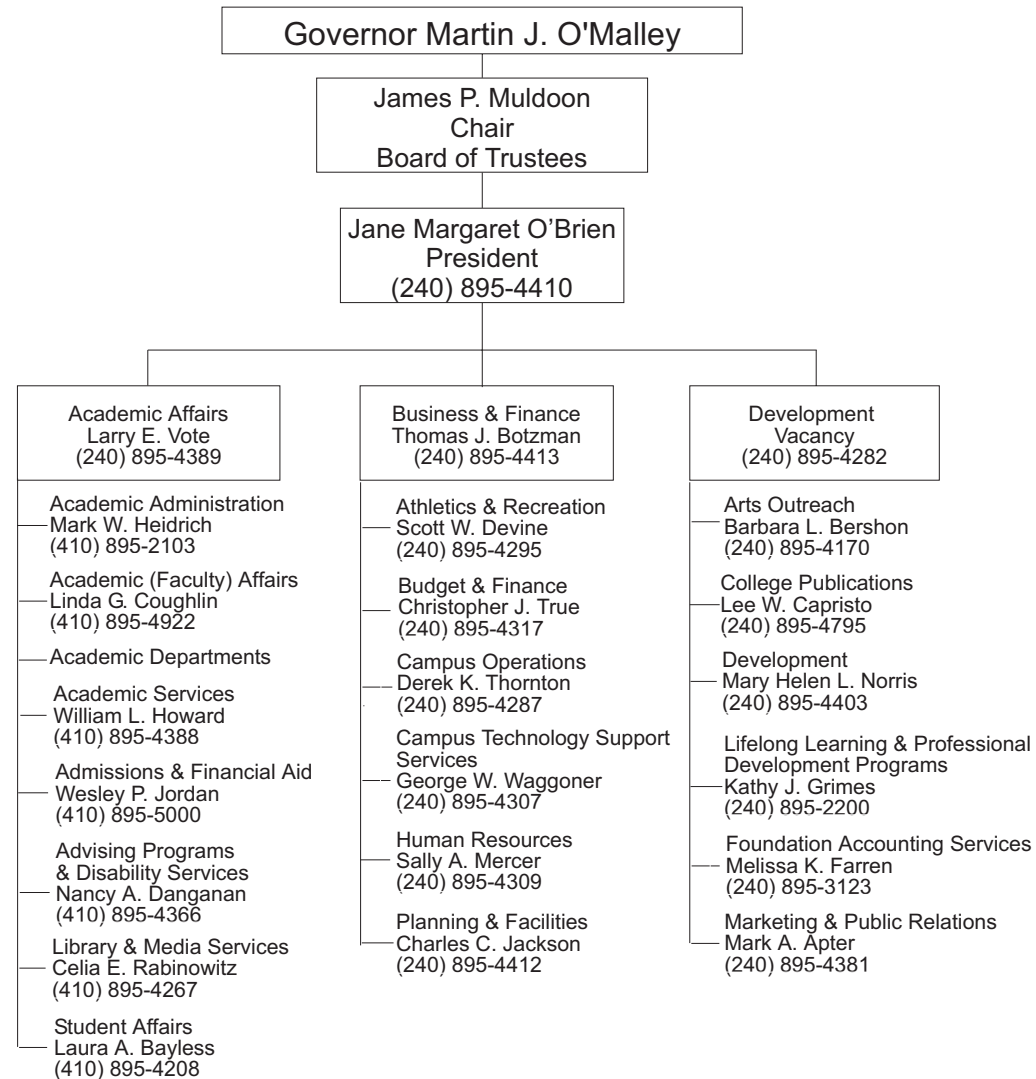 Governor Martin J. O'Malley
James P. Muldoon
Chair
Board of Trustees
Jane Margaret O’Brien
President
(240) 895-4410
Academic Affairs
Larry E. Vote
(240) 895-4389
Academic Administration
Mark W. Heidrich
(410) 895-2103
Academic (Faculty) Affairs
Linda G. Coughlin
(410) 895-4922
Academic Departments
Academic Services
William L. Howard
(410) 895-4388
Admissions & Financial Aid
Wesley P. Jordan
(410) 895-5000
Advising Programs
& Disability Services
Nancy A. Danganan
(410) 895-4366
Library & Media Services
Celia E. Rabinowitz
(410) 895-4267
Student Affairs
Laura A. Bayless
(410) 895-4208
Business & Finance
Thomas J. Botzman
(240) 895-4413
Athletics & Recreation
Scott W. Devine
(240) 895-4295
Budget & Finance
Christopher J. True
(240) 895-4317
Campus Operations
Derek K. Thornton
(240) 895-4287
Campus Technology Support
Services
George W. Waggoner
(240) 895-4307
Human Resources
Sally A. Mercer
(240) 895-4309
Planning & Facilities
Charles C. Jackson
(240) 895-4412
Development
Vacancy
(240) 895-4282
Arts Outreach
Barbara L. Bershon
(240) 895-4170
College Publications
Lee W. Capristo
(240) 895-4795
Development
Mary Helen L. Norris
(240) 895-4403
Lifelong Learning & Professional
Development Programs
Kathy J. Grimes
(240) 895-2200
Foundation Accounting Services
Melissa K. Farren
(240) 895-3123
Marketing & Public Relations
Mark A. Apter
(240) 895-4381